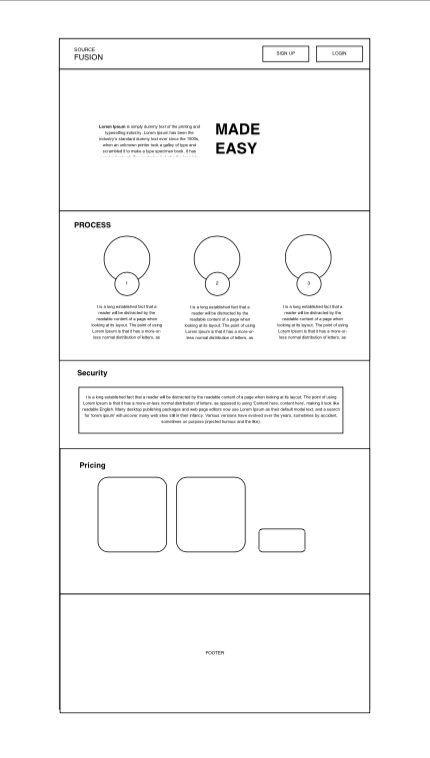 SOURCE
FUSION
SIGN UP
LOGIN
Lorem Ipsum is simply dummy text of the printing and
typesetting industry. Lorem Ipsum has been the
industry's standard dummy text ever since the 1500s,
when an unknown printer took a galley of type and
scrambled it to make a type specimen book. It has
MADE
EASY
PROCESS
1
It is a long established fact that a
reader will be distracted by the
readable content of a page when
looking at its layout. The point of using
Lorem Ipsum is that it has a more-or-
less normal distribution of letters, as
2
It is a long established fact that a
reader will be distracted by the
readable content of a page when
looking at its layout. The point of using
Lorem Ipsum is that it has a more-or-
less normal distribution of letters, as
3
It is a long established fact that a
reader will be distracted by the
readable content of a page when
looking at its layout. The point of using
Lorem Ipsum is that it has a more-or-
less normal distribution of letters, as
Security
It is a long established fact that a reader will be distracted by the readable content of a page when looking at its layout. The point of using
Lorem Ipsum is that it has a more-or-less normal distribution of letters, as opposed to using 'Content here, content here', making it look like
readable English. Many desktop publishing packages and web page editors now use Lorem Ipsum as their default model text, and a search
for 'lorem ipsum' will uncover many web sites still in their infancy. Various versions have evolved over the years, sometimes by accident,
sometimes on purpose (injected humour and the like).
Pricing
FOOTER